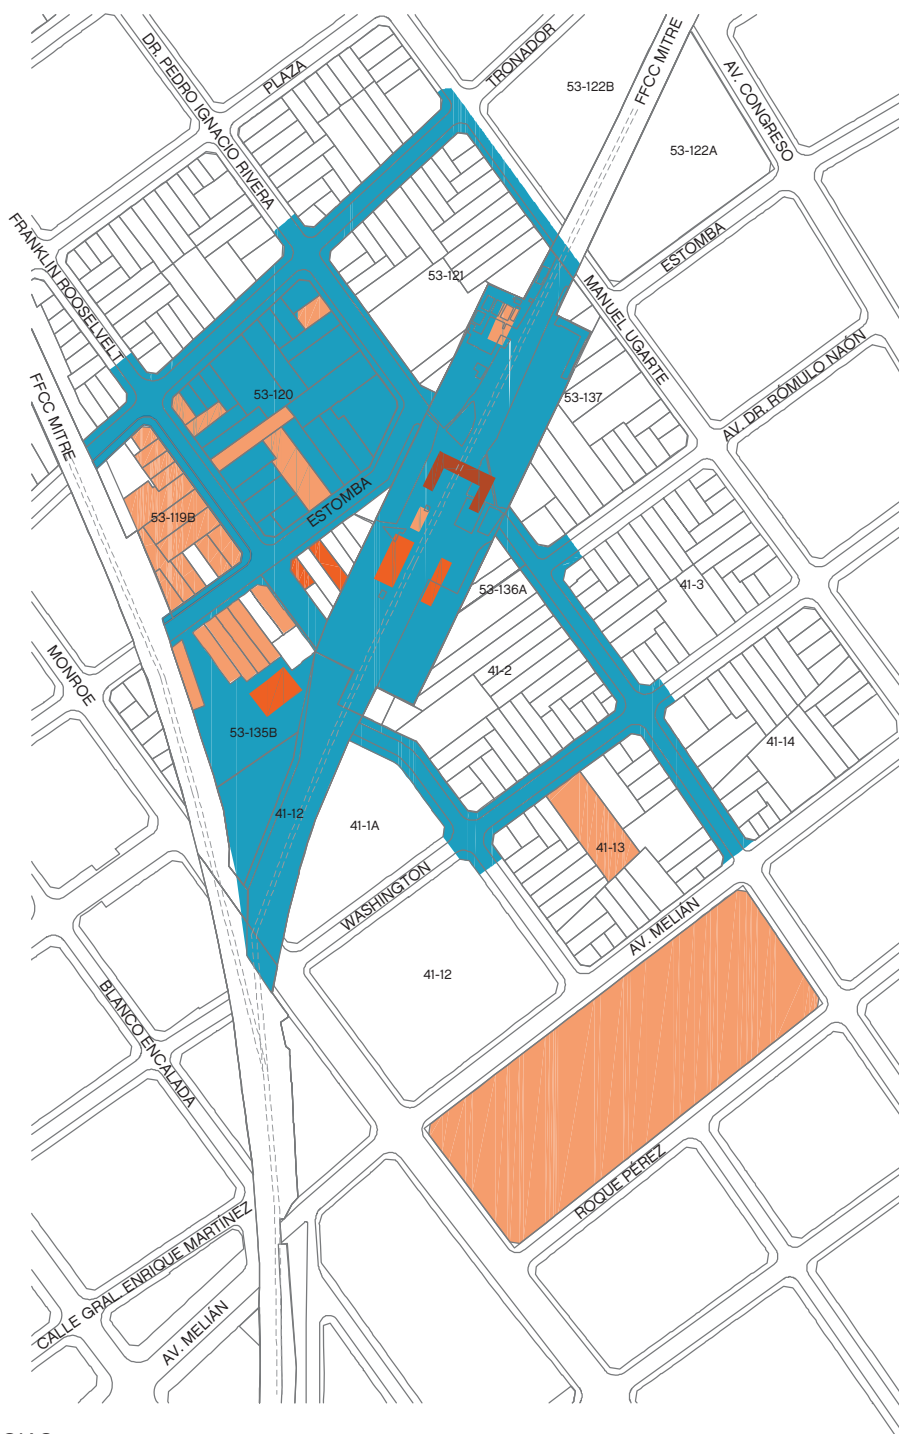 DR. PEDRO IGNACIO RIVERA
PLAZA
TRONADOR
FFCC MITRE
AV. CONGRESO
53-122B
53-122A
FRANKLIN ROOSELVELT
ESTOMBA
53-121
MANUEL UGARTE
FFCC MITRE
53-120
53-137
AV. DR. RÓMULO NAÓN
ESTOMBA
53-119B
53-136A
41-3
MONROE
41-2
53-135B
41-14
41-12
41-1A
41-13
WASHINGTON
AV. MELIÁN
41-12
BLANCO ENCALADA
ROQUE PÉREZ
CALLE GRAL. ENRIQUE MARTÍNEZ
AV. MELIÁN